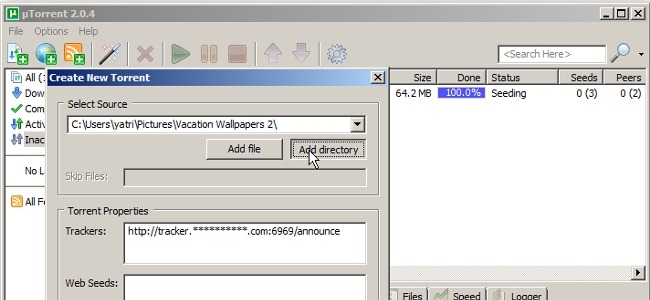 µTorrent 2.0.4
File Options Help
<Search Here>
Create New Torrent
Select Source
C:\Users\yatri\Pictures\Vacation Wallpapers 2\
Add file Add directory
Skip Files:
Torrent Properties
Trackers: http://tracker.**********.com:6969/announce
Web Seeds:
All (
Dow
Com
Activ
Inac
No L
All F
Size Done Status Seeds Peers
64.2 MB 100.0% Seeding 0 (3) 0 (2)
Files Speed Logger